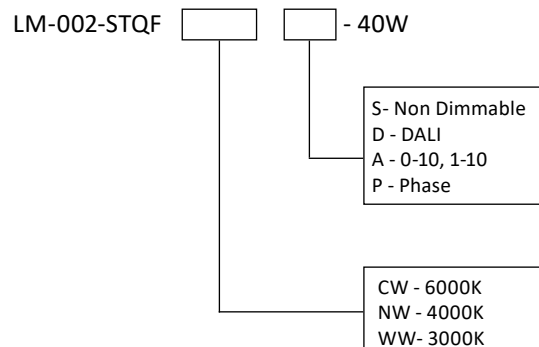 LM-002-STQF - 40W
S- Non Dimmable
D - DALI
A - 0-10, 1-10
P - Phase
CW - 6000K
NW - 4000K
WW- 3000K